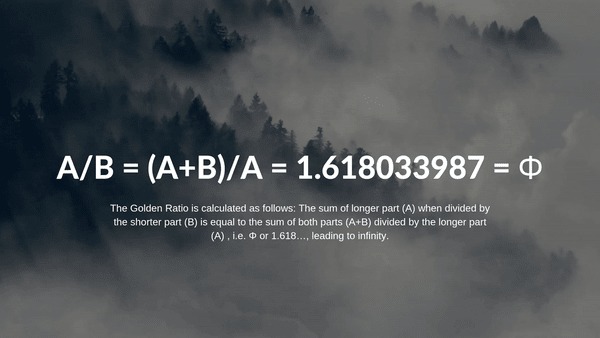 A/B = (A+B)/A = 1.618033987 = Φ
The Golden Ratio is calculated as follows: The sum of longer part (A) when divided by
the shorter part (B) is equal to the sum of both parts (A+B) divided by the longer part
(A) , i.e. Φ or 1.618…, leading to infinity.